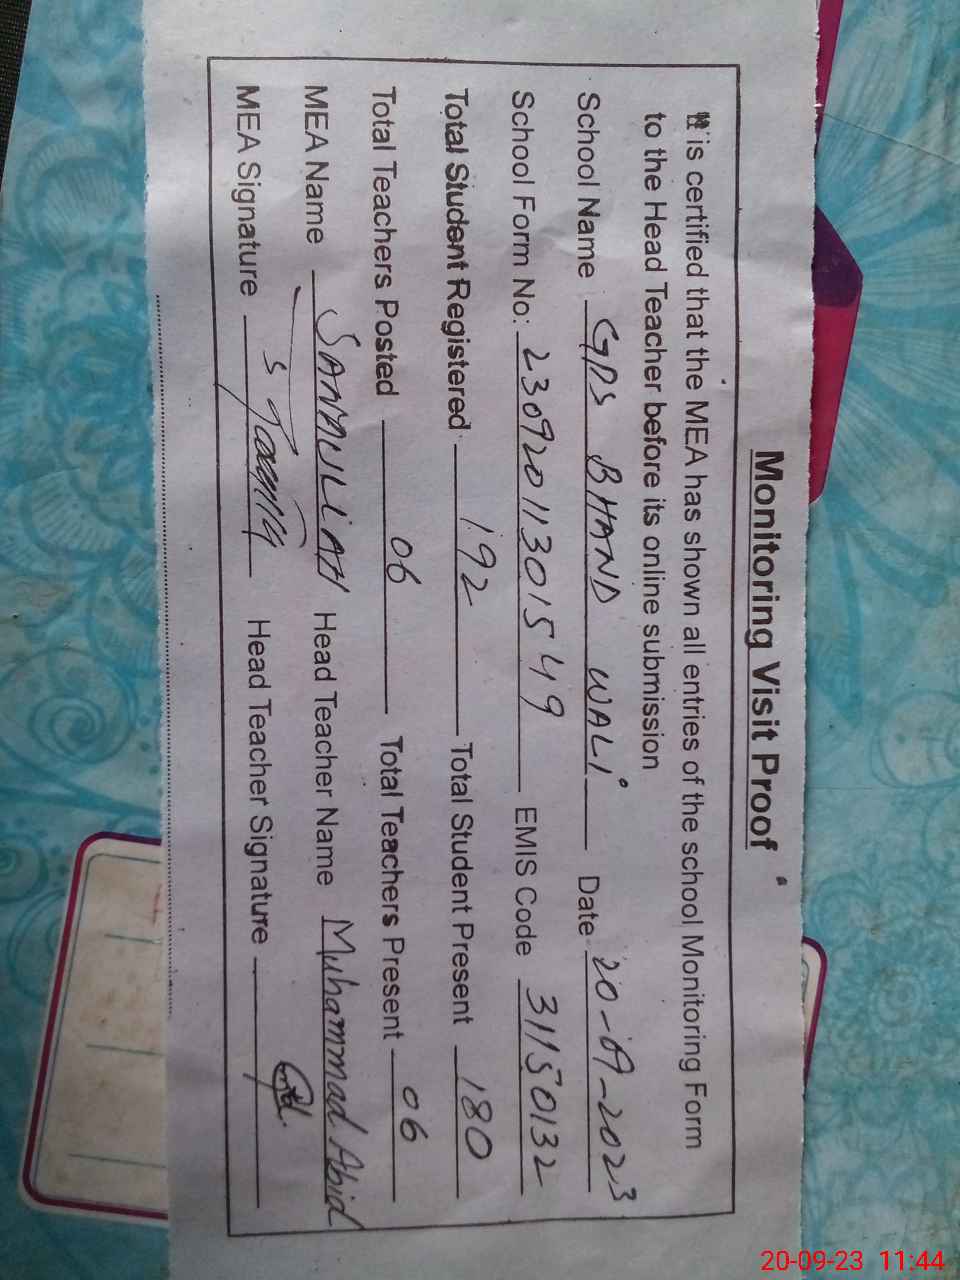 Monitoring Visit Proof
It is certified that the MEA has shown all entries of the school Monitoring Form
to the Head Teacher before its online submission
School Name GPS BHAND WALI Date 20-09-2023
School Form No: 23092011301549 EMIS Code 31150132
Total Student Registered 192 Total Student Present 180
Total Teachers Posted 06 Total Teachers Present 06
MEA Name SANAULLAH Head Teacher Name Muhammad Abid
MEA Signature Head Teacher Signature
20-09-23 11:44